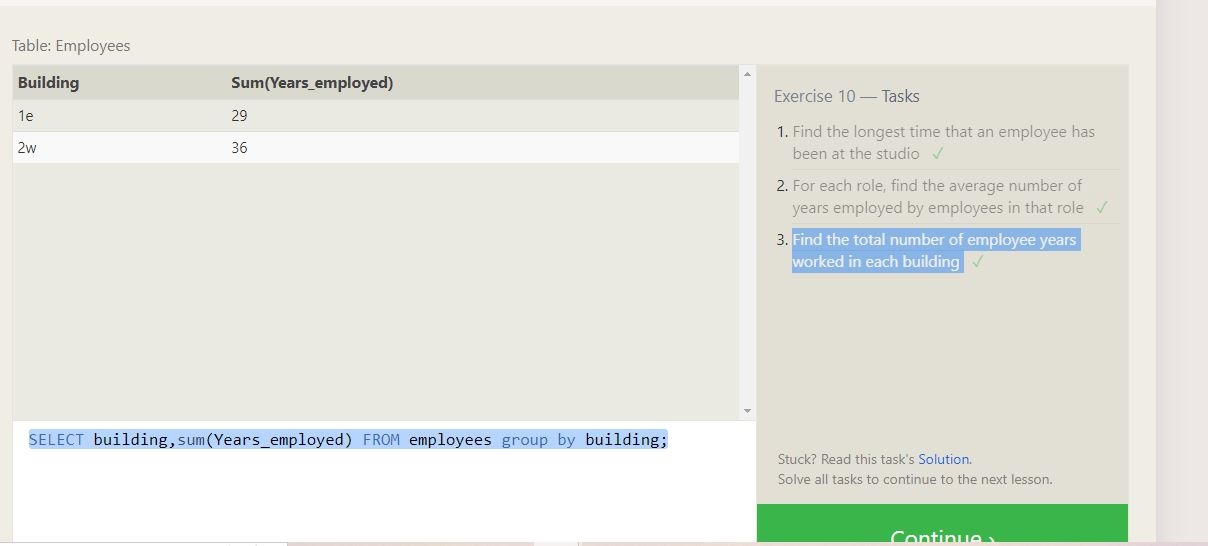 Table: Employees
Building Sum(Years_employed)
1e 29
2w 36
SELECT building,sum(Years_employed) FROM employees group by building;
Exercise 10 — Tasks
1. Find the longest time that an employee has
been at the studio ✓
2. For each role, find the average number of
years employed by employees in that role ✓
3. Find the total number of employee years
worked in each building ✓
Stuck? Read this task's Solution.
Solve all tasks to continue to the next lesson.
Continue ›